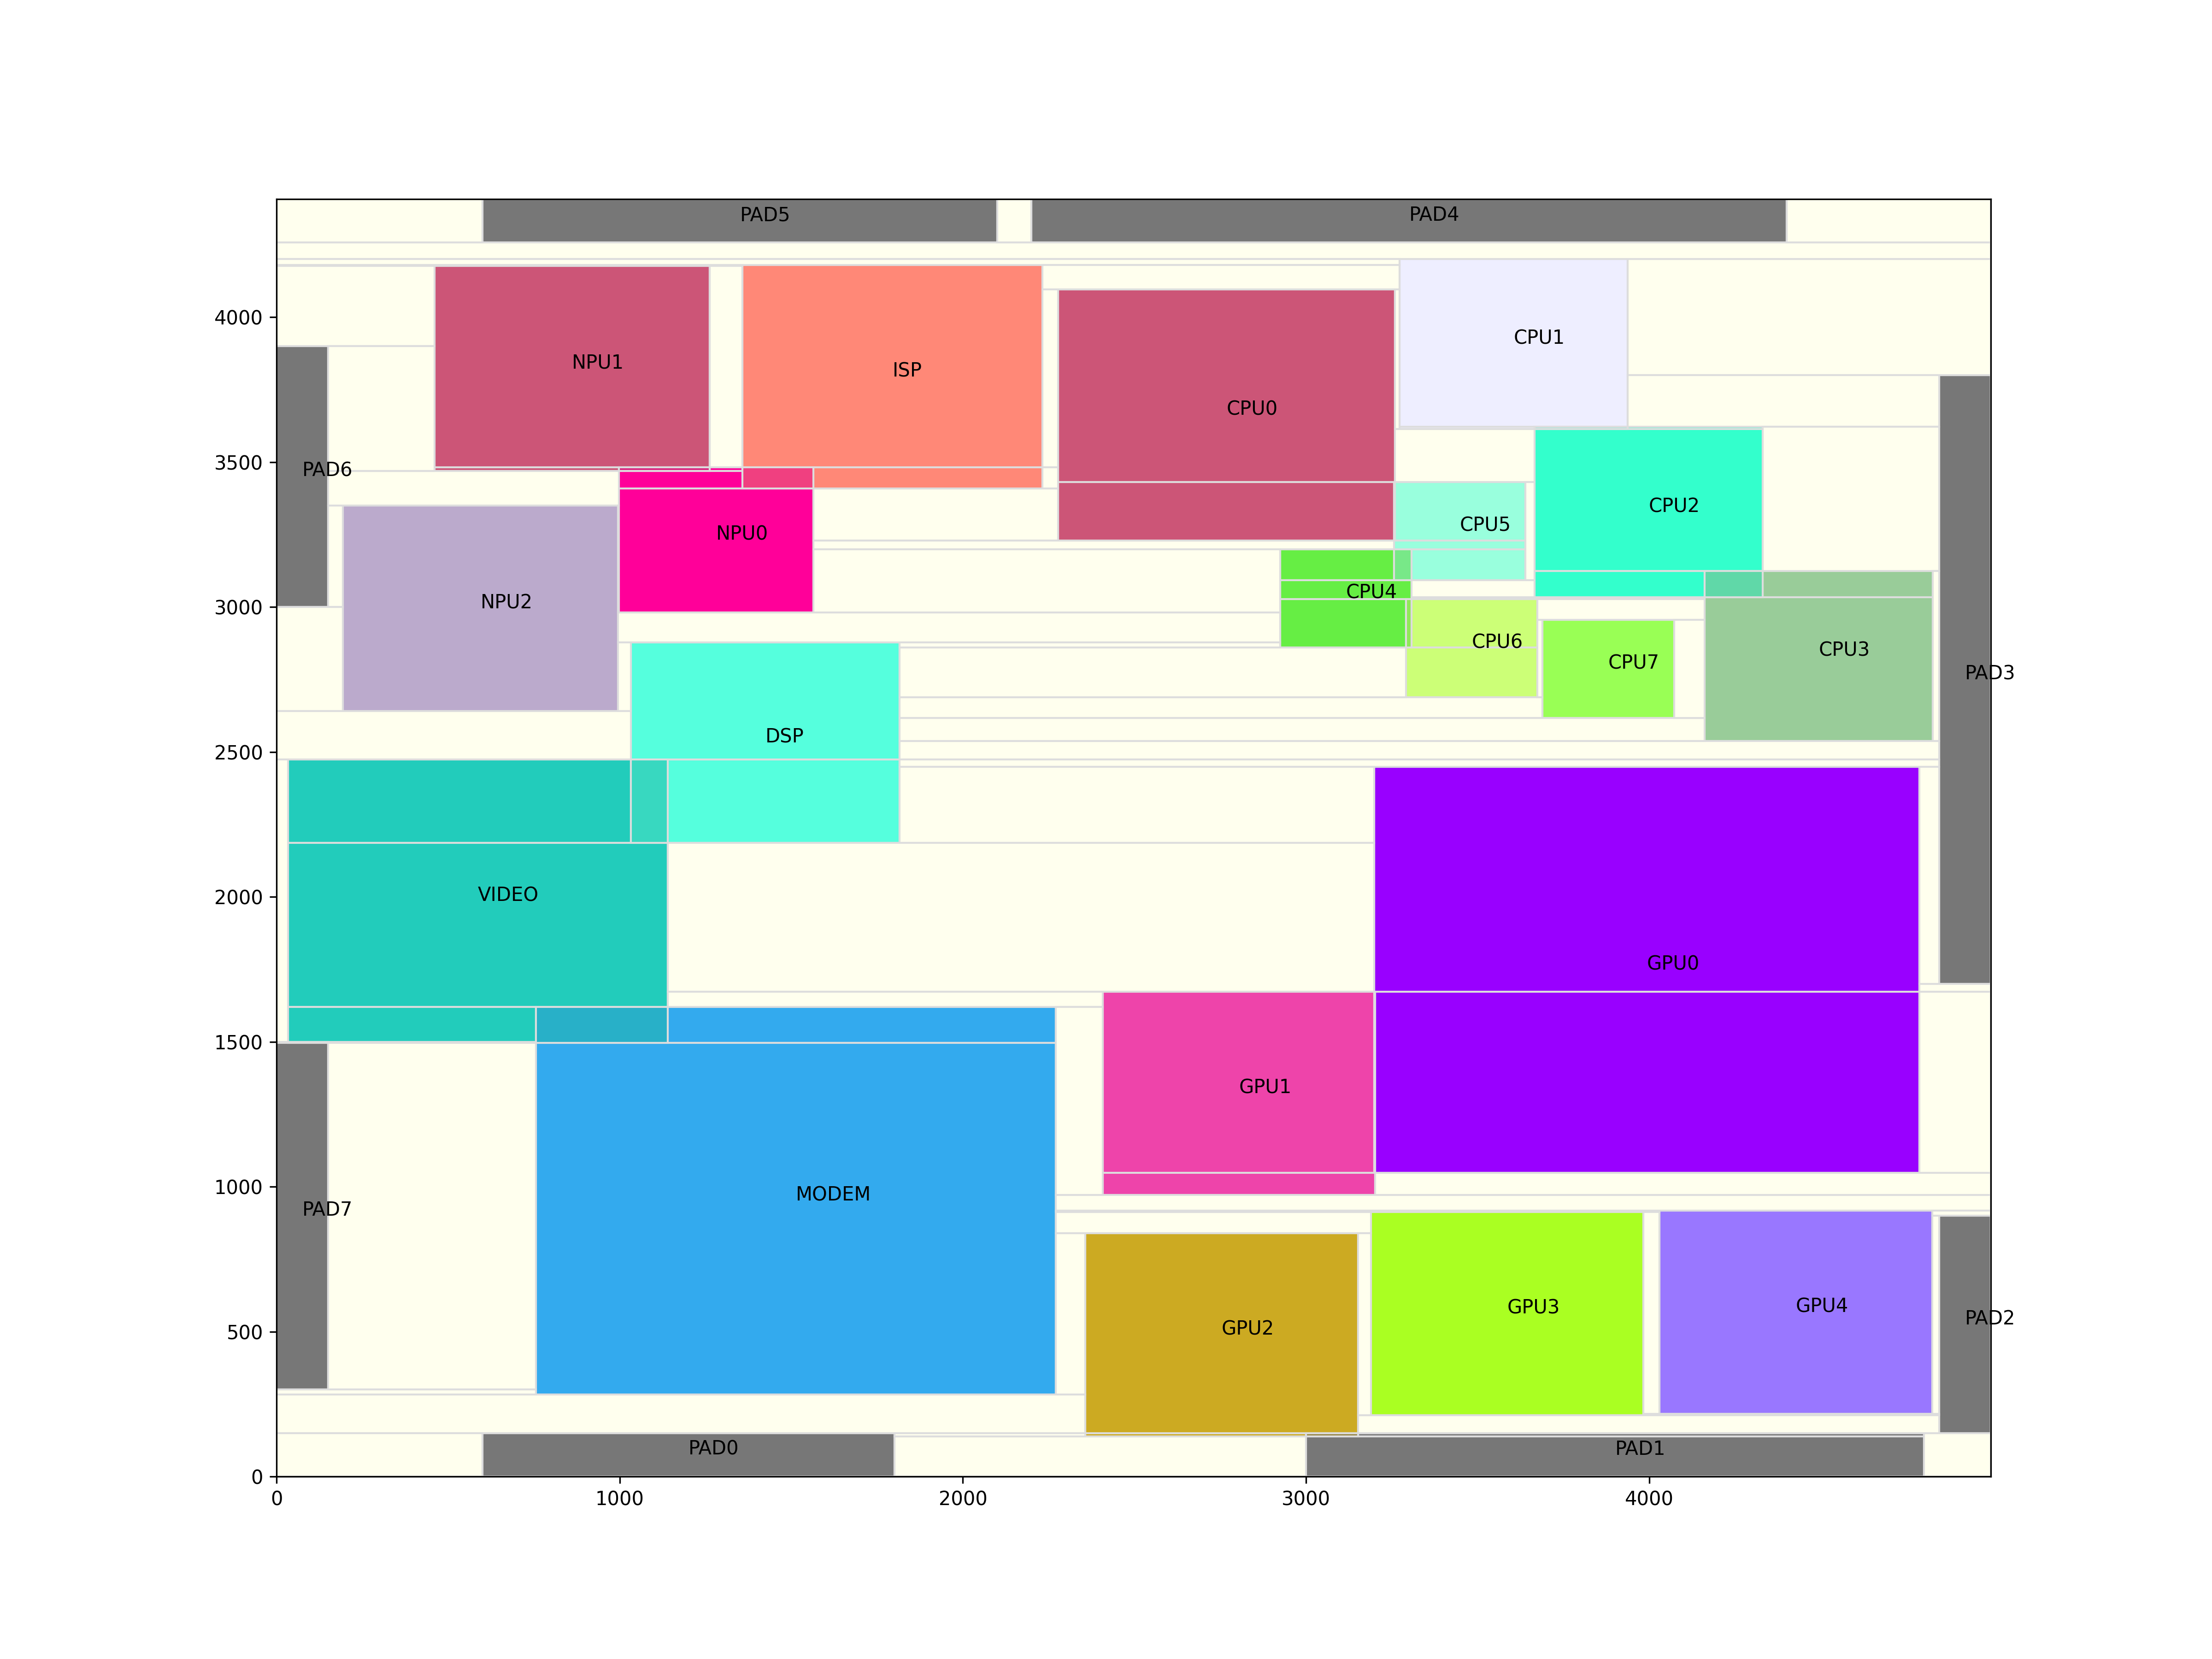 PAD5
PAD4
4000
CPU1
NPU1
ISP
CPU0
3500
PAD6
CPU2
CPU5
NPU0
CPU4
3000
NPU2
CPU6
CPU3
CPU7
PAD3
DSP
2500
2000
VIDEO
GPU0
1500
GPU1
PAD7
MODEM
1000
GPU4
GPU3
PAD2
GPU2
500
PAD0
PAD1
0
0
1000
2000
3000
4000